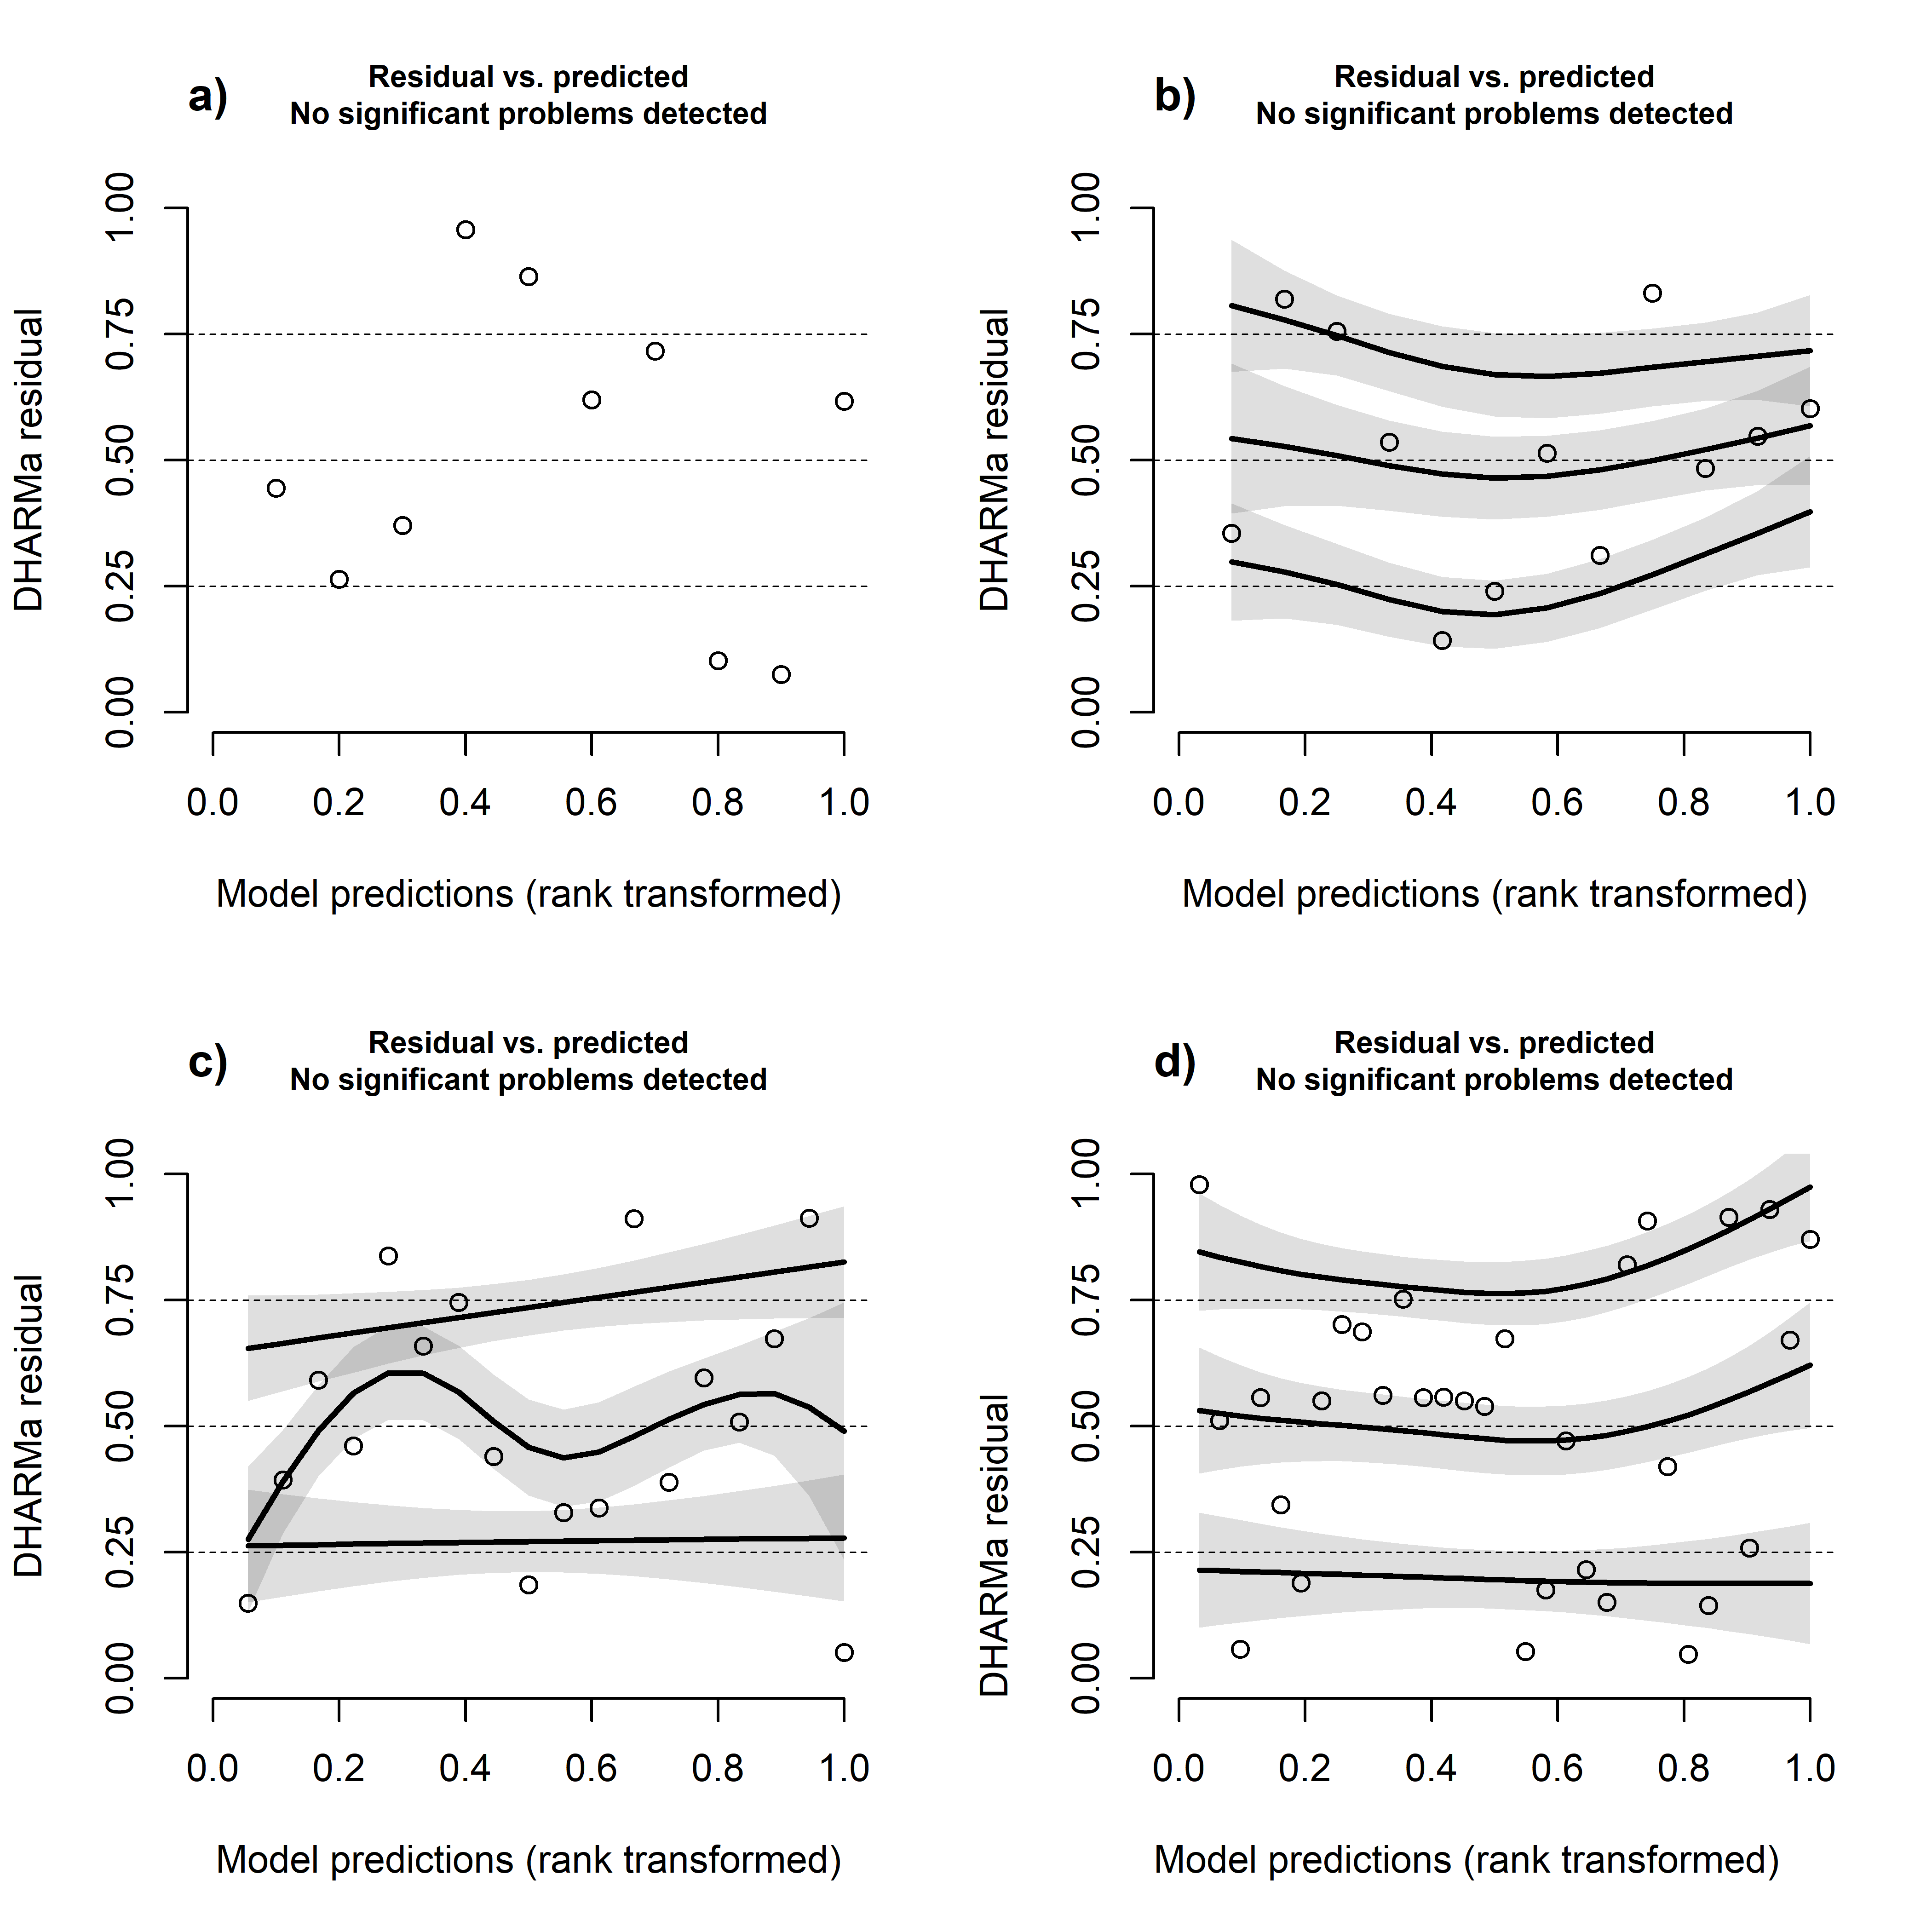 a)
Residual vs. predicted
No significant problems detected
DHARMa residual
1.00
0.75
0.50
0.25
0.00
0.0 0.2 0.4 0.6 0.8 1.0
Model predictions (rank transformed)
b)
Residual vs. predicted
No significant problems detected
DHARMa residual
1.00
0.75
0.50
0.25
0.00
0.0 0.2 0.4 0.6 0.8 1.0
Model predictions (rank transformed)
c)
Residual vs. predicted
No significant problems detected
DHARMa residual
1.00
0.75
0.50
0.25
0.00
0.0 0.2 0.4 0.6 0.8 1.0
Model predictions (rank transformed)
d)
Residual vs. predicted
No significant problems detected
DHARMa residual
1.00
0.75
0.50
0.25
0.00
0.0 0.2 0.4 0.6 0.8 1.0
Model predictions (rank transformed)